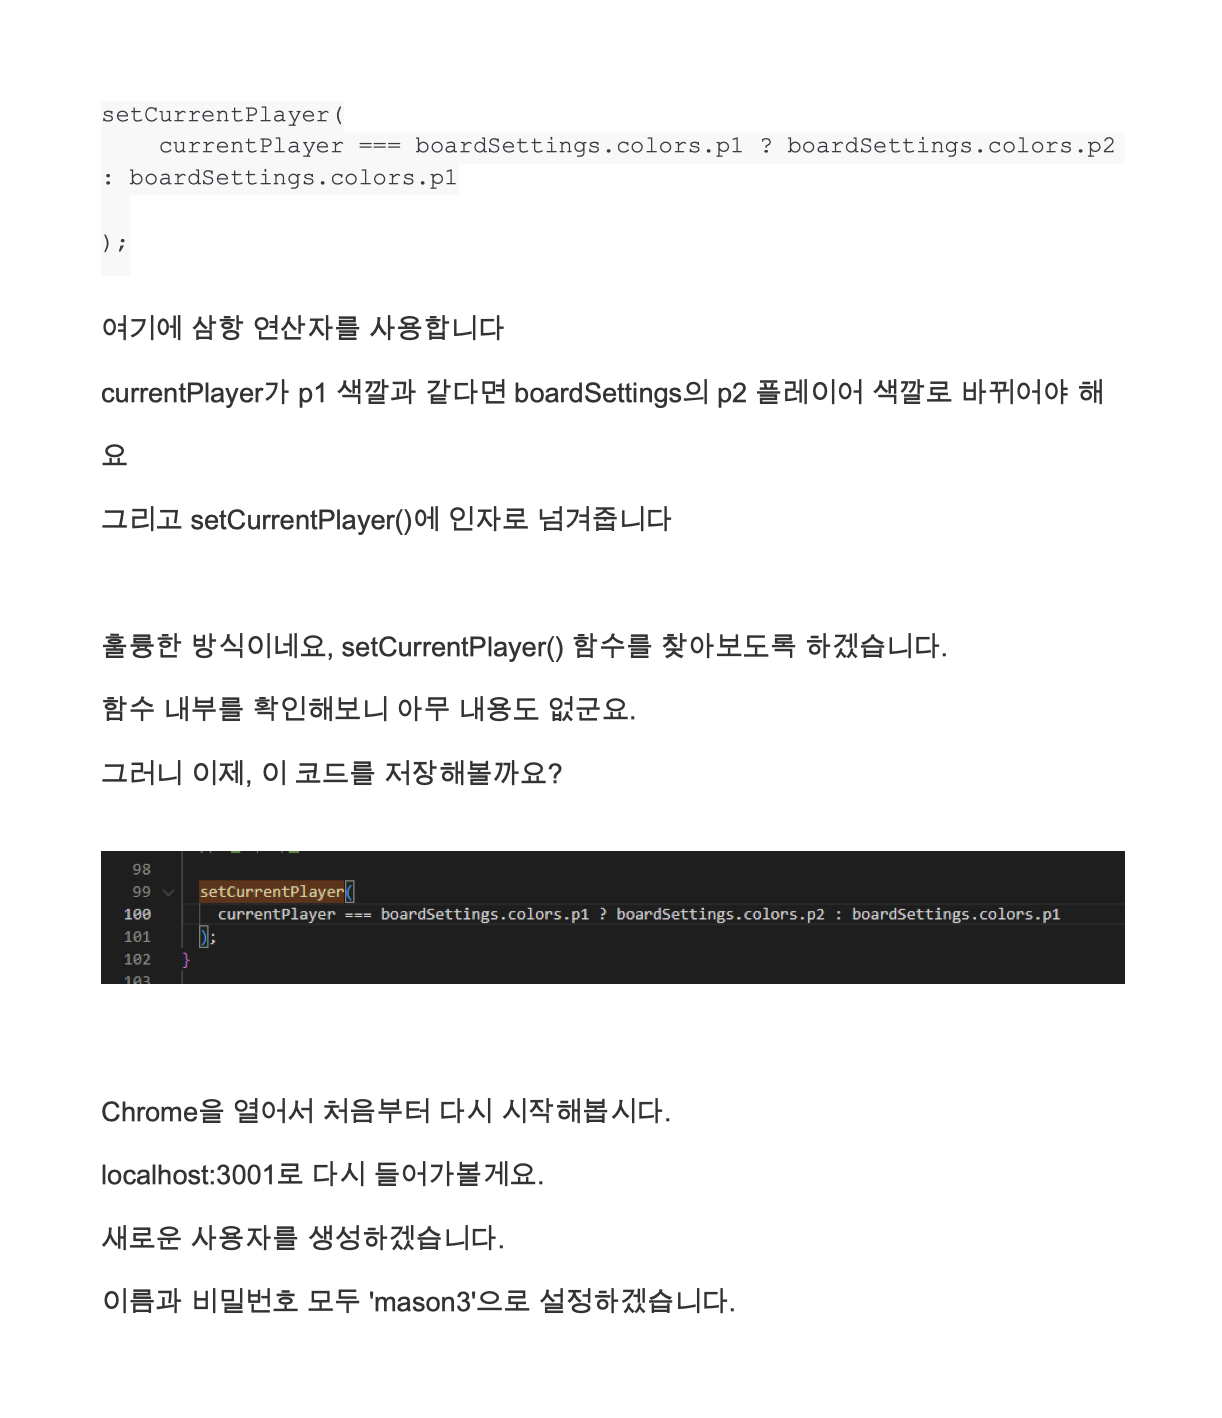 setCurrentPlayer(
currentPlayer === boardSettings.colors.p1 ? boardSettings.colors.p2
: boardSettings.colors.p1
);
여기에 삼항 연산자를 사용합니다
currentPlayer가 p1 색깔과 같다면 boardSettings의 p2 플레이어 색깔로 바뀌어야 해
요
그리고 setCurrentPlayer()에 인자로 넘겨줍니다
훌륭한 방식이네요, setCurrentPlayer() 함수를 찾아보도록 하겠습니다.
함수 내부를 확인해보니 아무 내용도 없군요.
그러니 이제, 이 코드를 저장해볼까요?
98
99 setCurrentPlayer(
100 currentPlayer === boardSettings.colors.p1 ? boardSettings.colors.p2 : boardSettings.colors.p1
101 );
102 }
103
Chrome을 열어서 처음부터 다시 시작해봅시다.
localhost:3001로 다시 들어가볼게요.
새로운 사용자를 생성하겠습니다.
이름과 비밀번호 모두 'mason3'으로 설정하겠습니다.